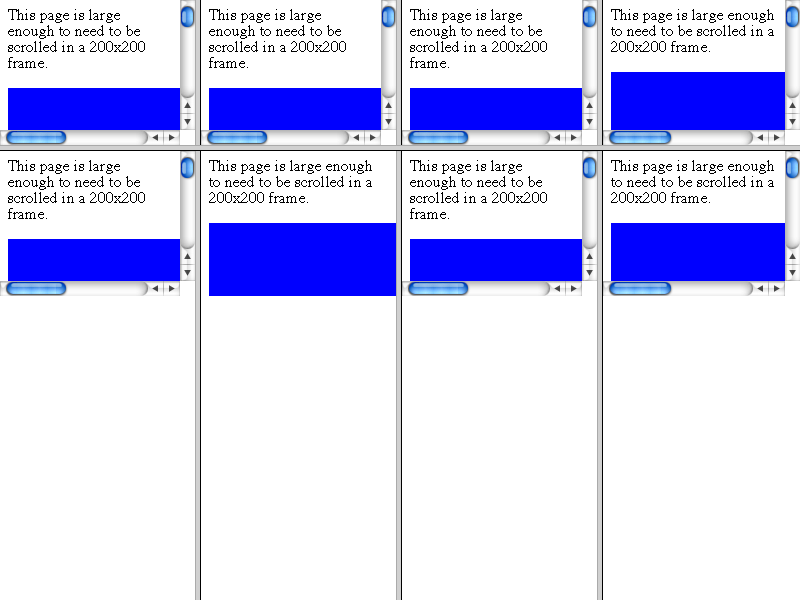 This page is large
enough to need to be
scrolled in a 200x200
frame.
This page is large
enough to need to be
scrolled in a 200x200
frame.
This page is large
enough to need to be
scrolled in a 200x200
frame.
This page is large enough
to need to be scrolled in a
200x200 frame.
This page is large
enough to need to be
scrolled in a 200x200
frame.
This page is large enough
to need to be scrolled in a
200x200 frame.
This page is large
enough to need to be
scrolled in a 200x200
frame.
This page is large enough
to need to be scrolled in a
200x200 frame.